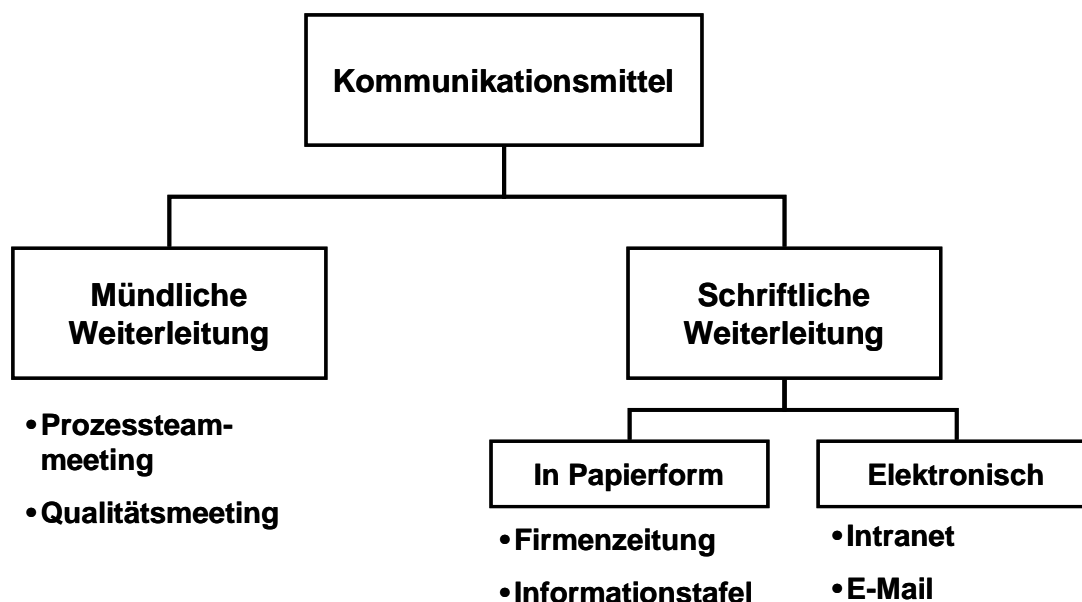 Kommunikationsmittel
Mündliche
Weiterleitung
Schriftliche
Weiterleitung
• Prozessteam-
meeting
• Qualitätsmeeting
In Papierform
• Firmenzeitung
• Informationstafel
Elektronisch
• Intranet
• E-Mail